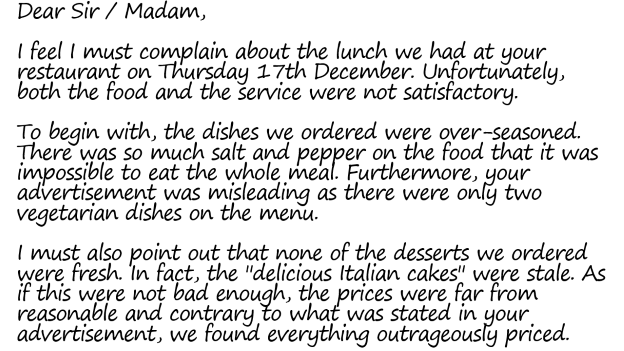 Dear Sir / Madam,
I feel I must complain about the lunch we had at your
restaurant on Thursday 17th December. Unfortunately,
both the food and the service were not satisfactory.
To begin with, the dishes we ordered were over-seasoned.
There was so much salt and pepper on the food that it was
impossible to eat the whole meal. Furthermore, your
advertisement was misleading as there were only two
vegetarian dishes on the menu.
I must also point out that none of the desserts we ordered
were fresh. In fact, the "delicious Italian cakes" were stale. As
if this were not bad enough, the prices were far from
reasonable and contrary to what was stated in your
advertisement, we found everything outrageously priced.